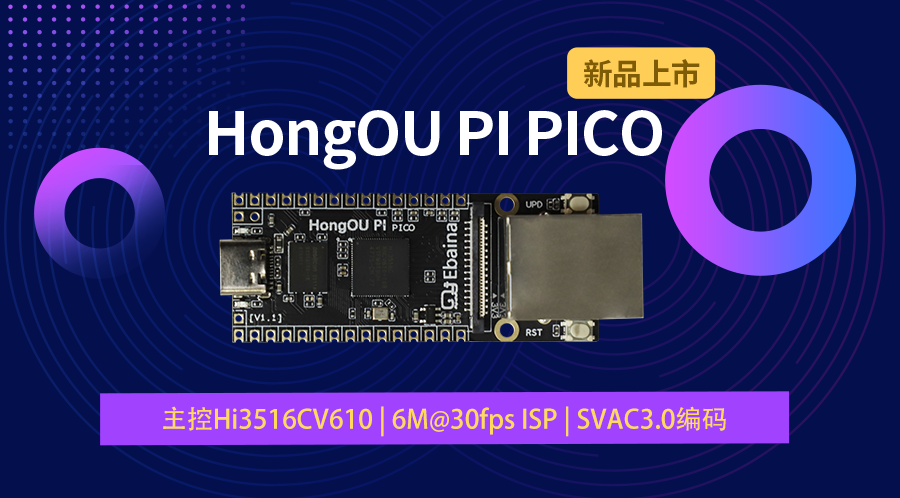 新品上市
HongOU PI PICO
UPD
HongOU Pi PICO
Ebaina
[V1.1]
3V3
RST
主控Hi3516CV610 | 6M@30fps ISP | SVAC3.0编码